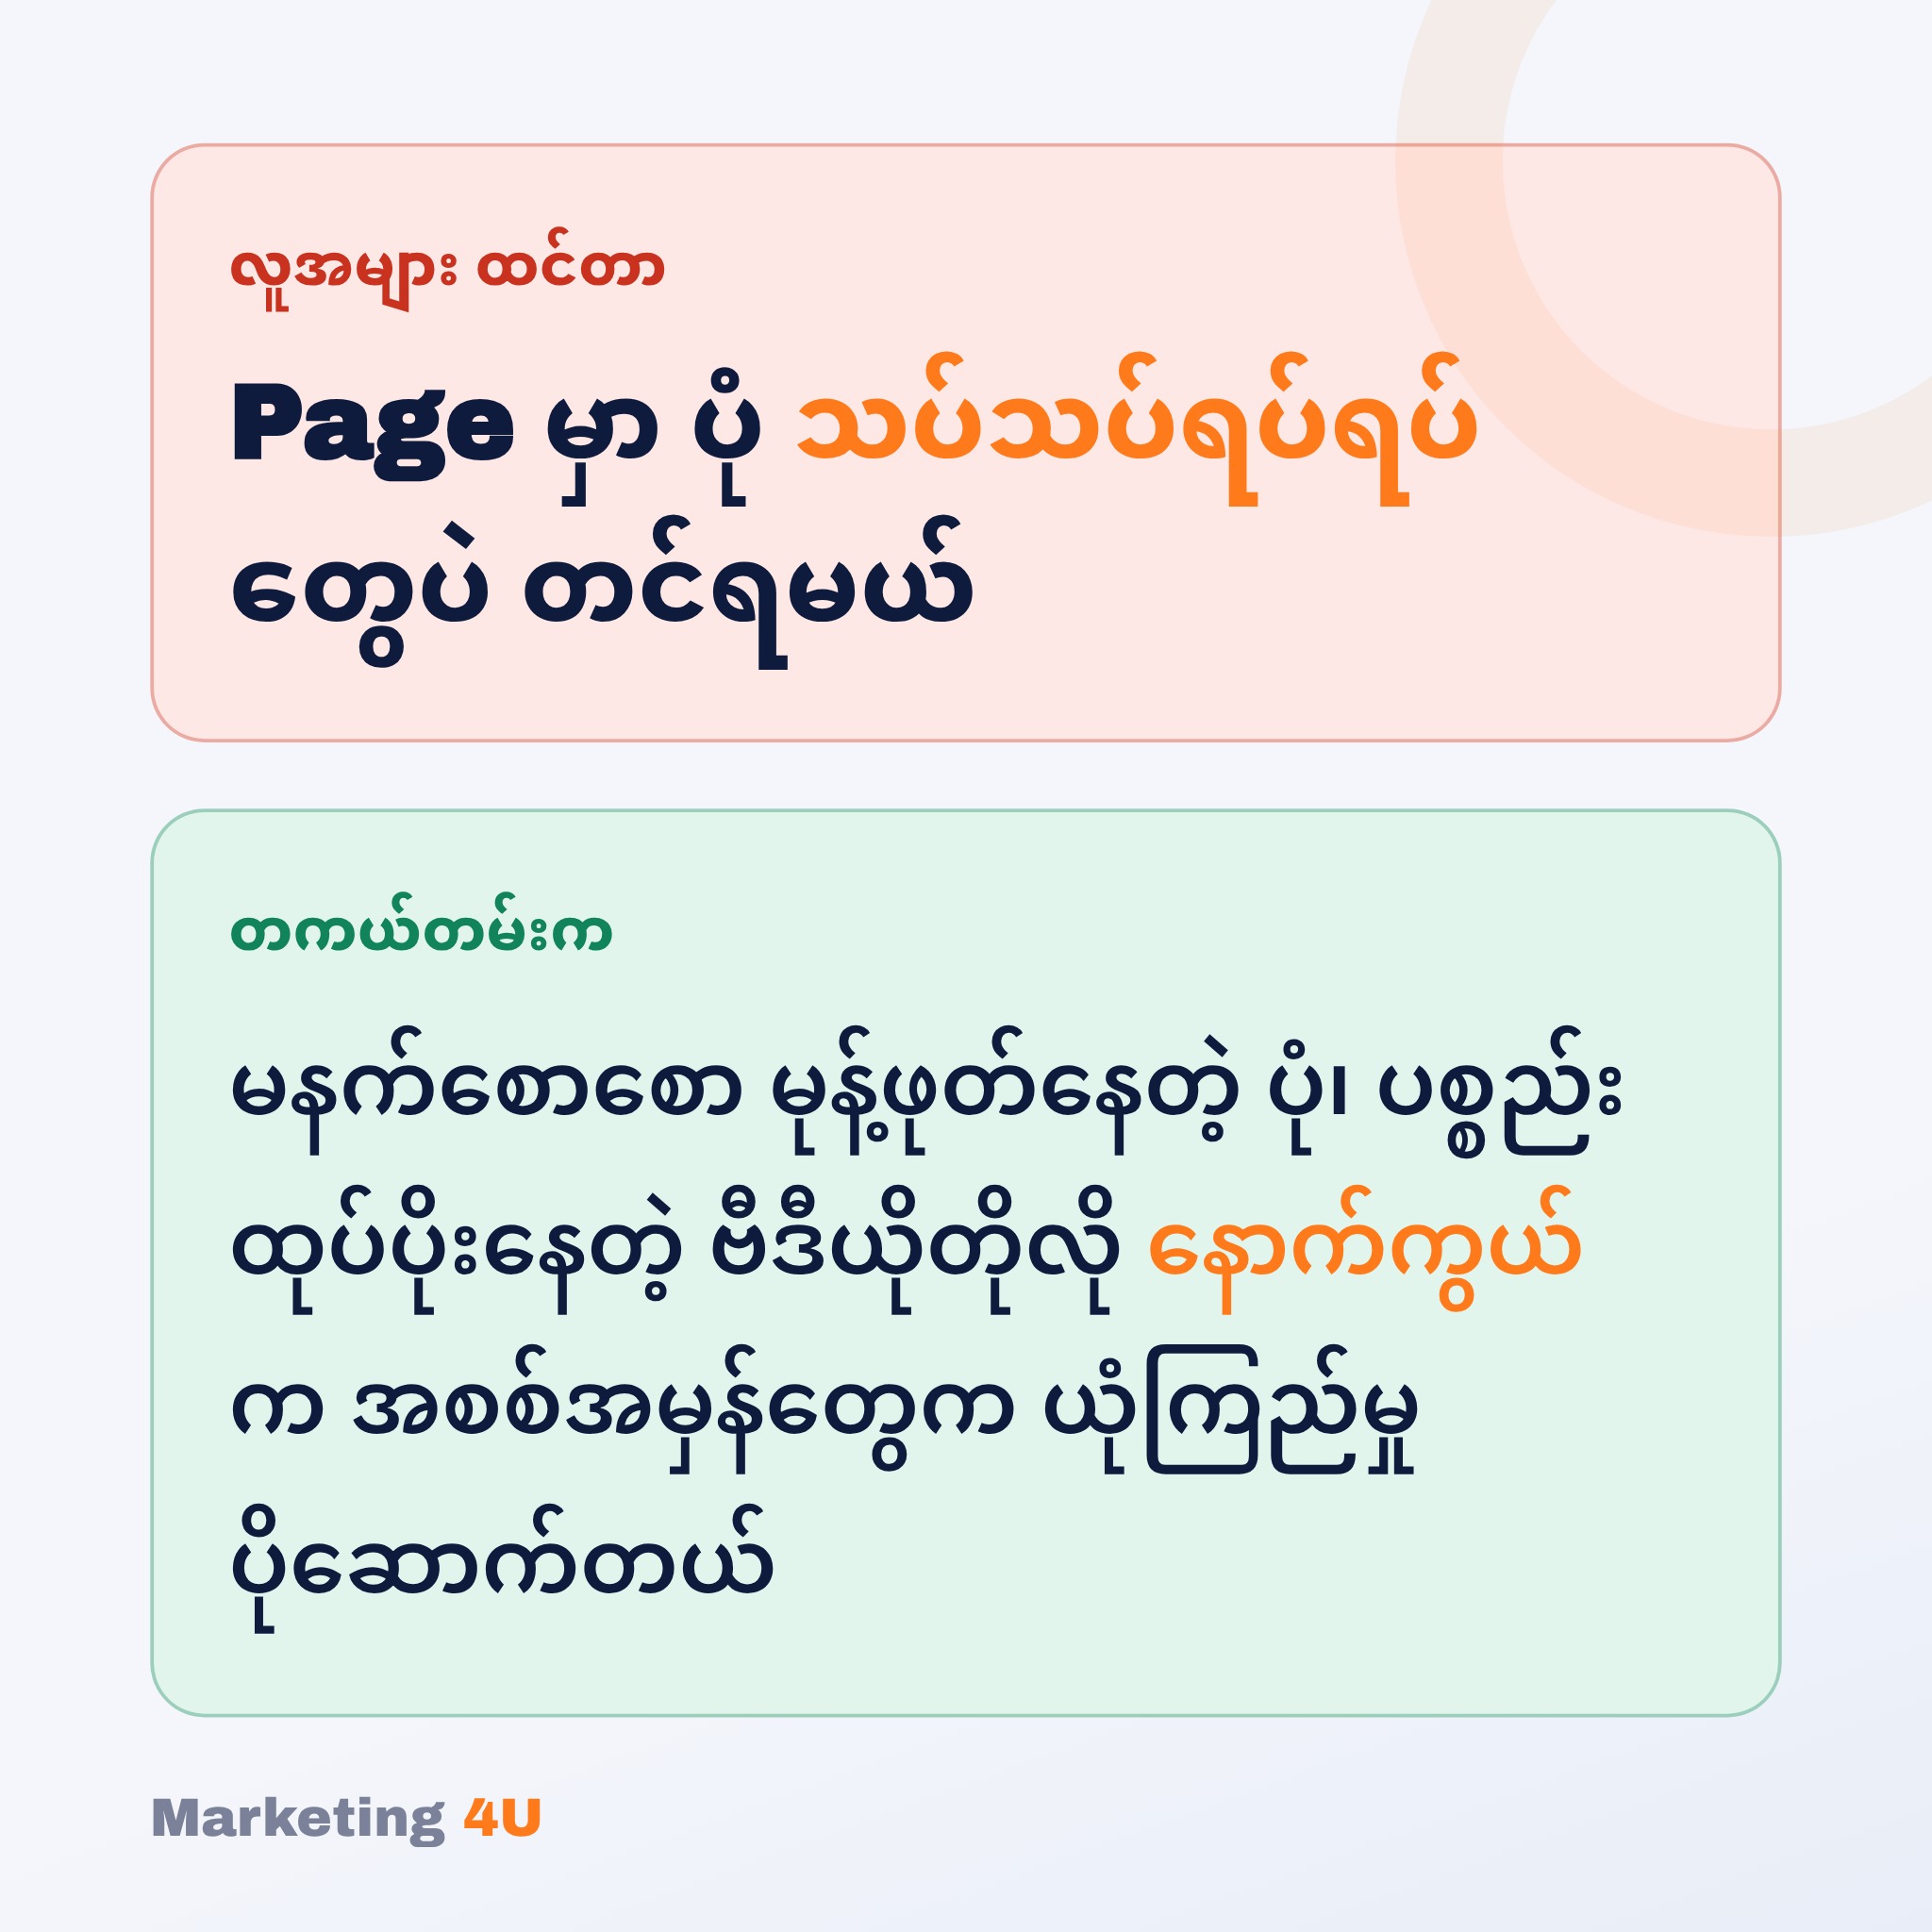 လူအများ ထင်တာ
Page မှာ ပုံ သပ်သပ်ရပ်ရပ်
တွေပဲ တင်ရမယ်
တကယ်တမ်းက
မနက်စောစော မုန့်ဖုတ်နေတဲ့ ပုံ၊ ပစ္စည်း
ထုပ်ပိုးနေတဲ့ ဗီဒီယိုတိုလို နောက်ကွယ်
က အစစ်အမှန်တွေက ယုံကြည်မှု
ပိုဆောက်တယ်
Marketing 4U